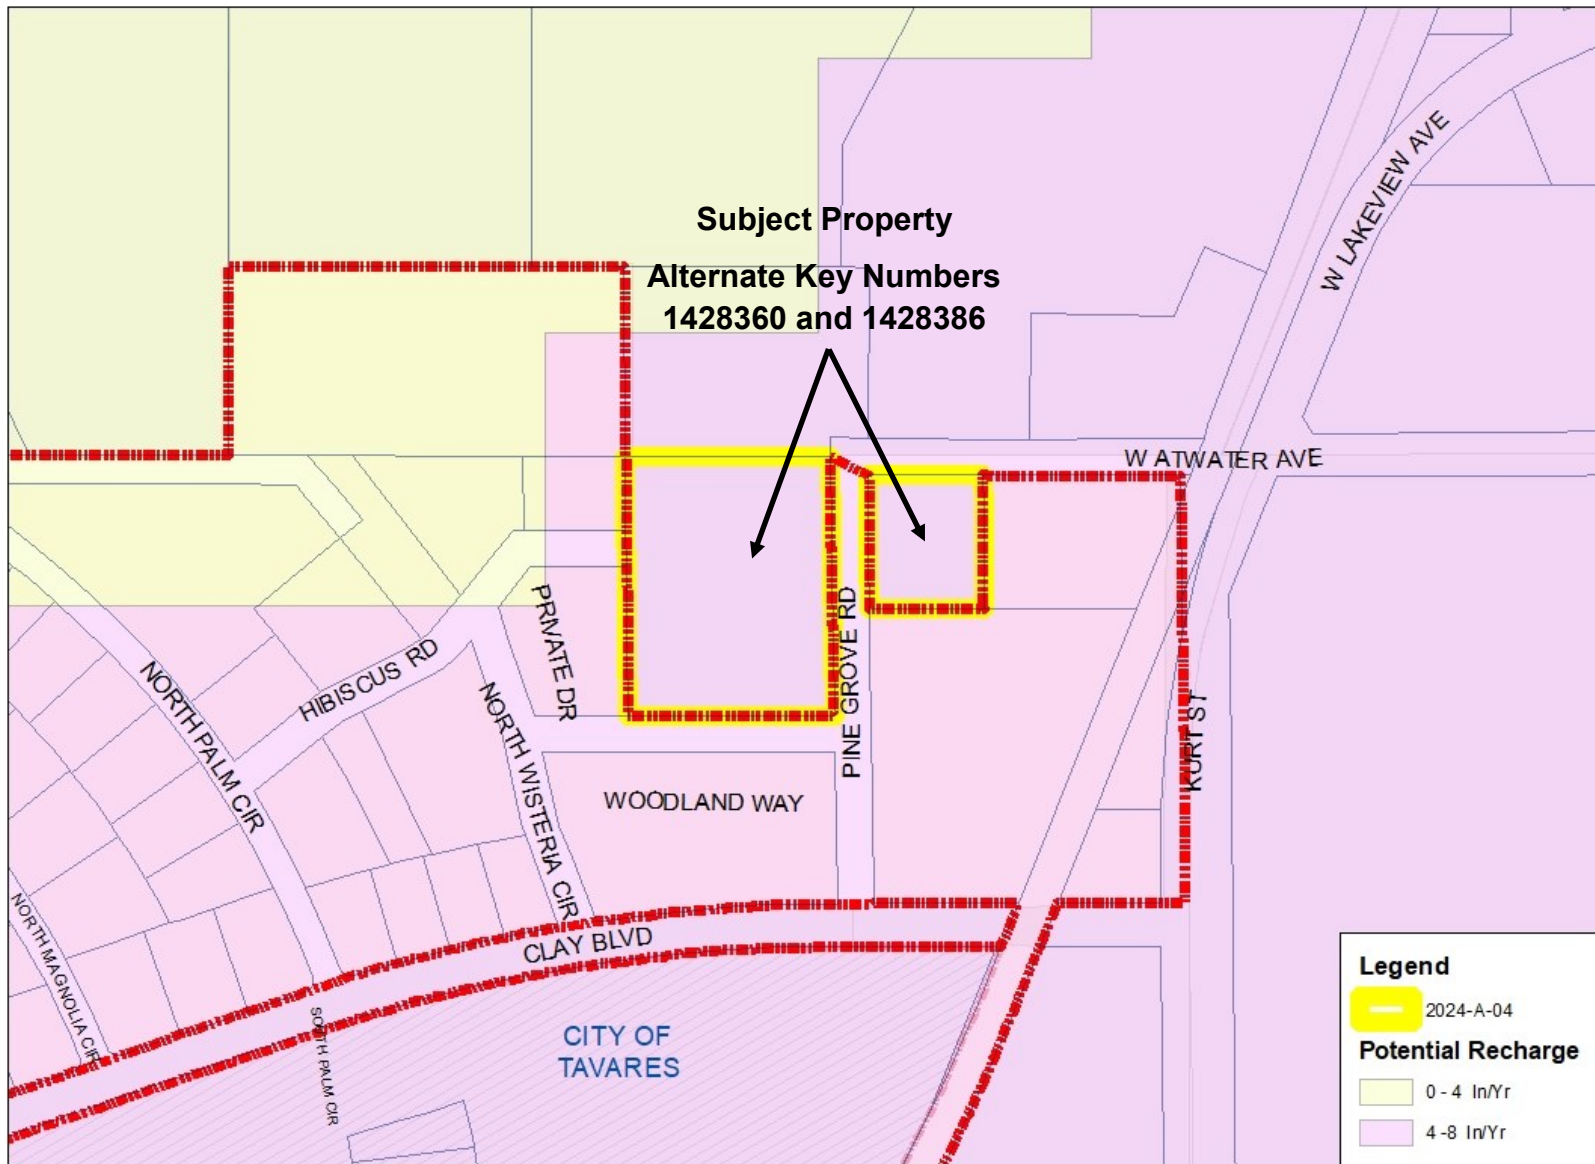 Subject Property
Alternate Key Numbers
1428360 and 1428386
W LAKEVIEW AVE
W ATWATER AVE
PRIVATE DR
PINE GROVE RD
HIBISCUS RD
NORTH PALM CIR
NORTH WISTERIA CIR
KURT ST
WOODLAND WAY
NORTH MAGNOLIA CIR
CLAY BLVD
SOUTH PALM CIR
CITY OF
TAVARES
Legend
2024-A-04
Potential Recharge
0 - 4 In/Yr
4 -8 In/Yr